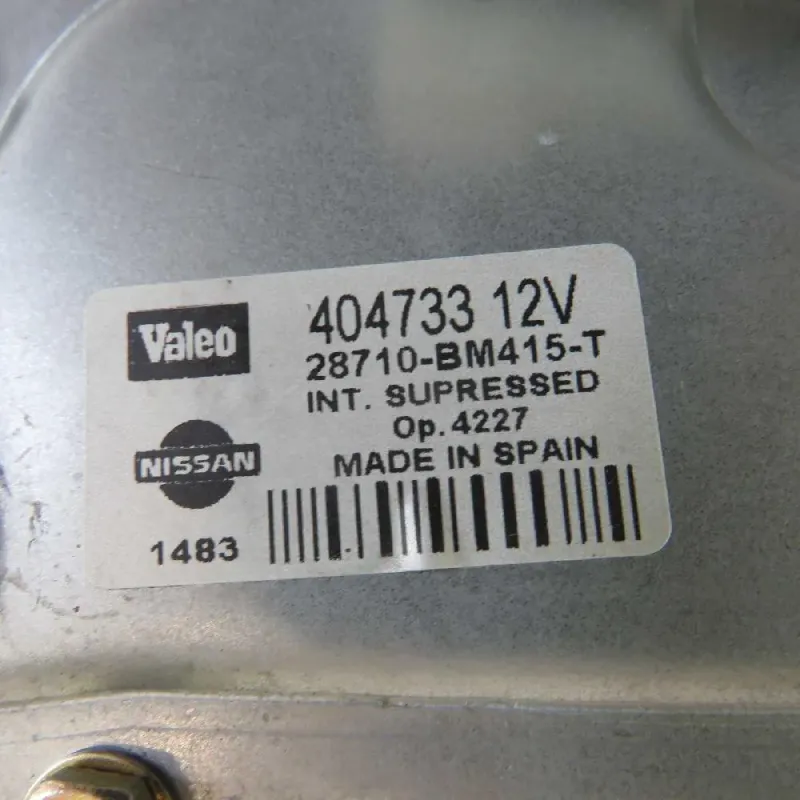 Valeo
404733 12V
28710-BM415-T
INT. SUPRESSED
Op.4227
NISSAN
MADE IN SPAIN
1483